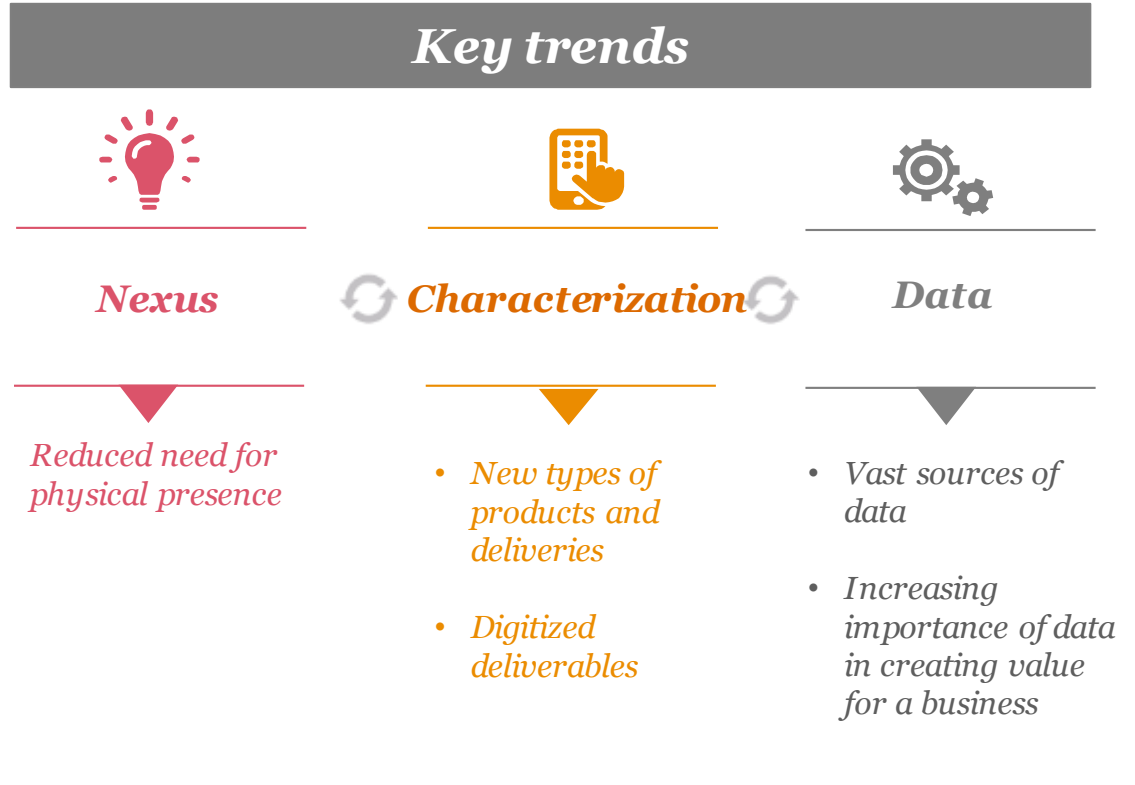 Key trends
Nexus
Characterization
Data
Reduced need for
physical presence
• New types of
products and
deliveries
• Digitized
deliverables
• Vast sources of
data
• Increasing
importance of data
in creating value
for a business